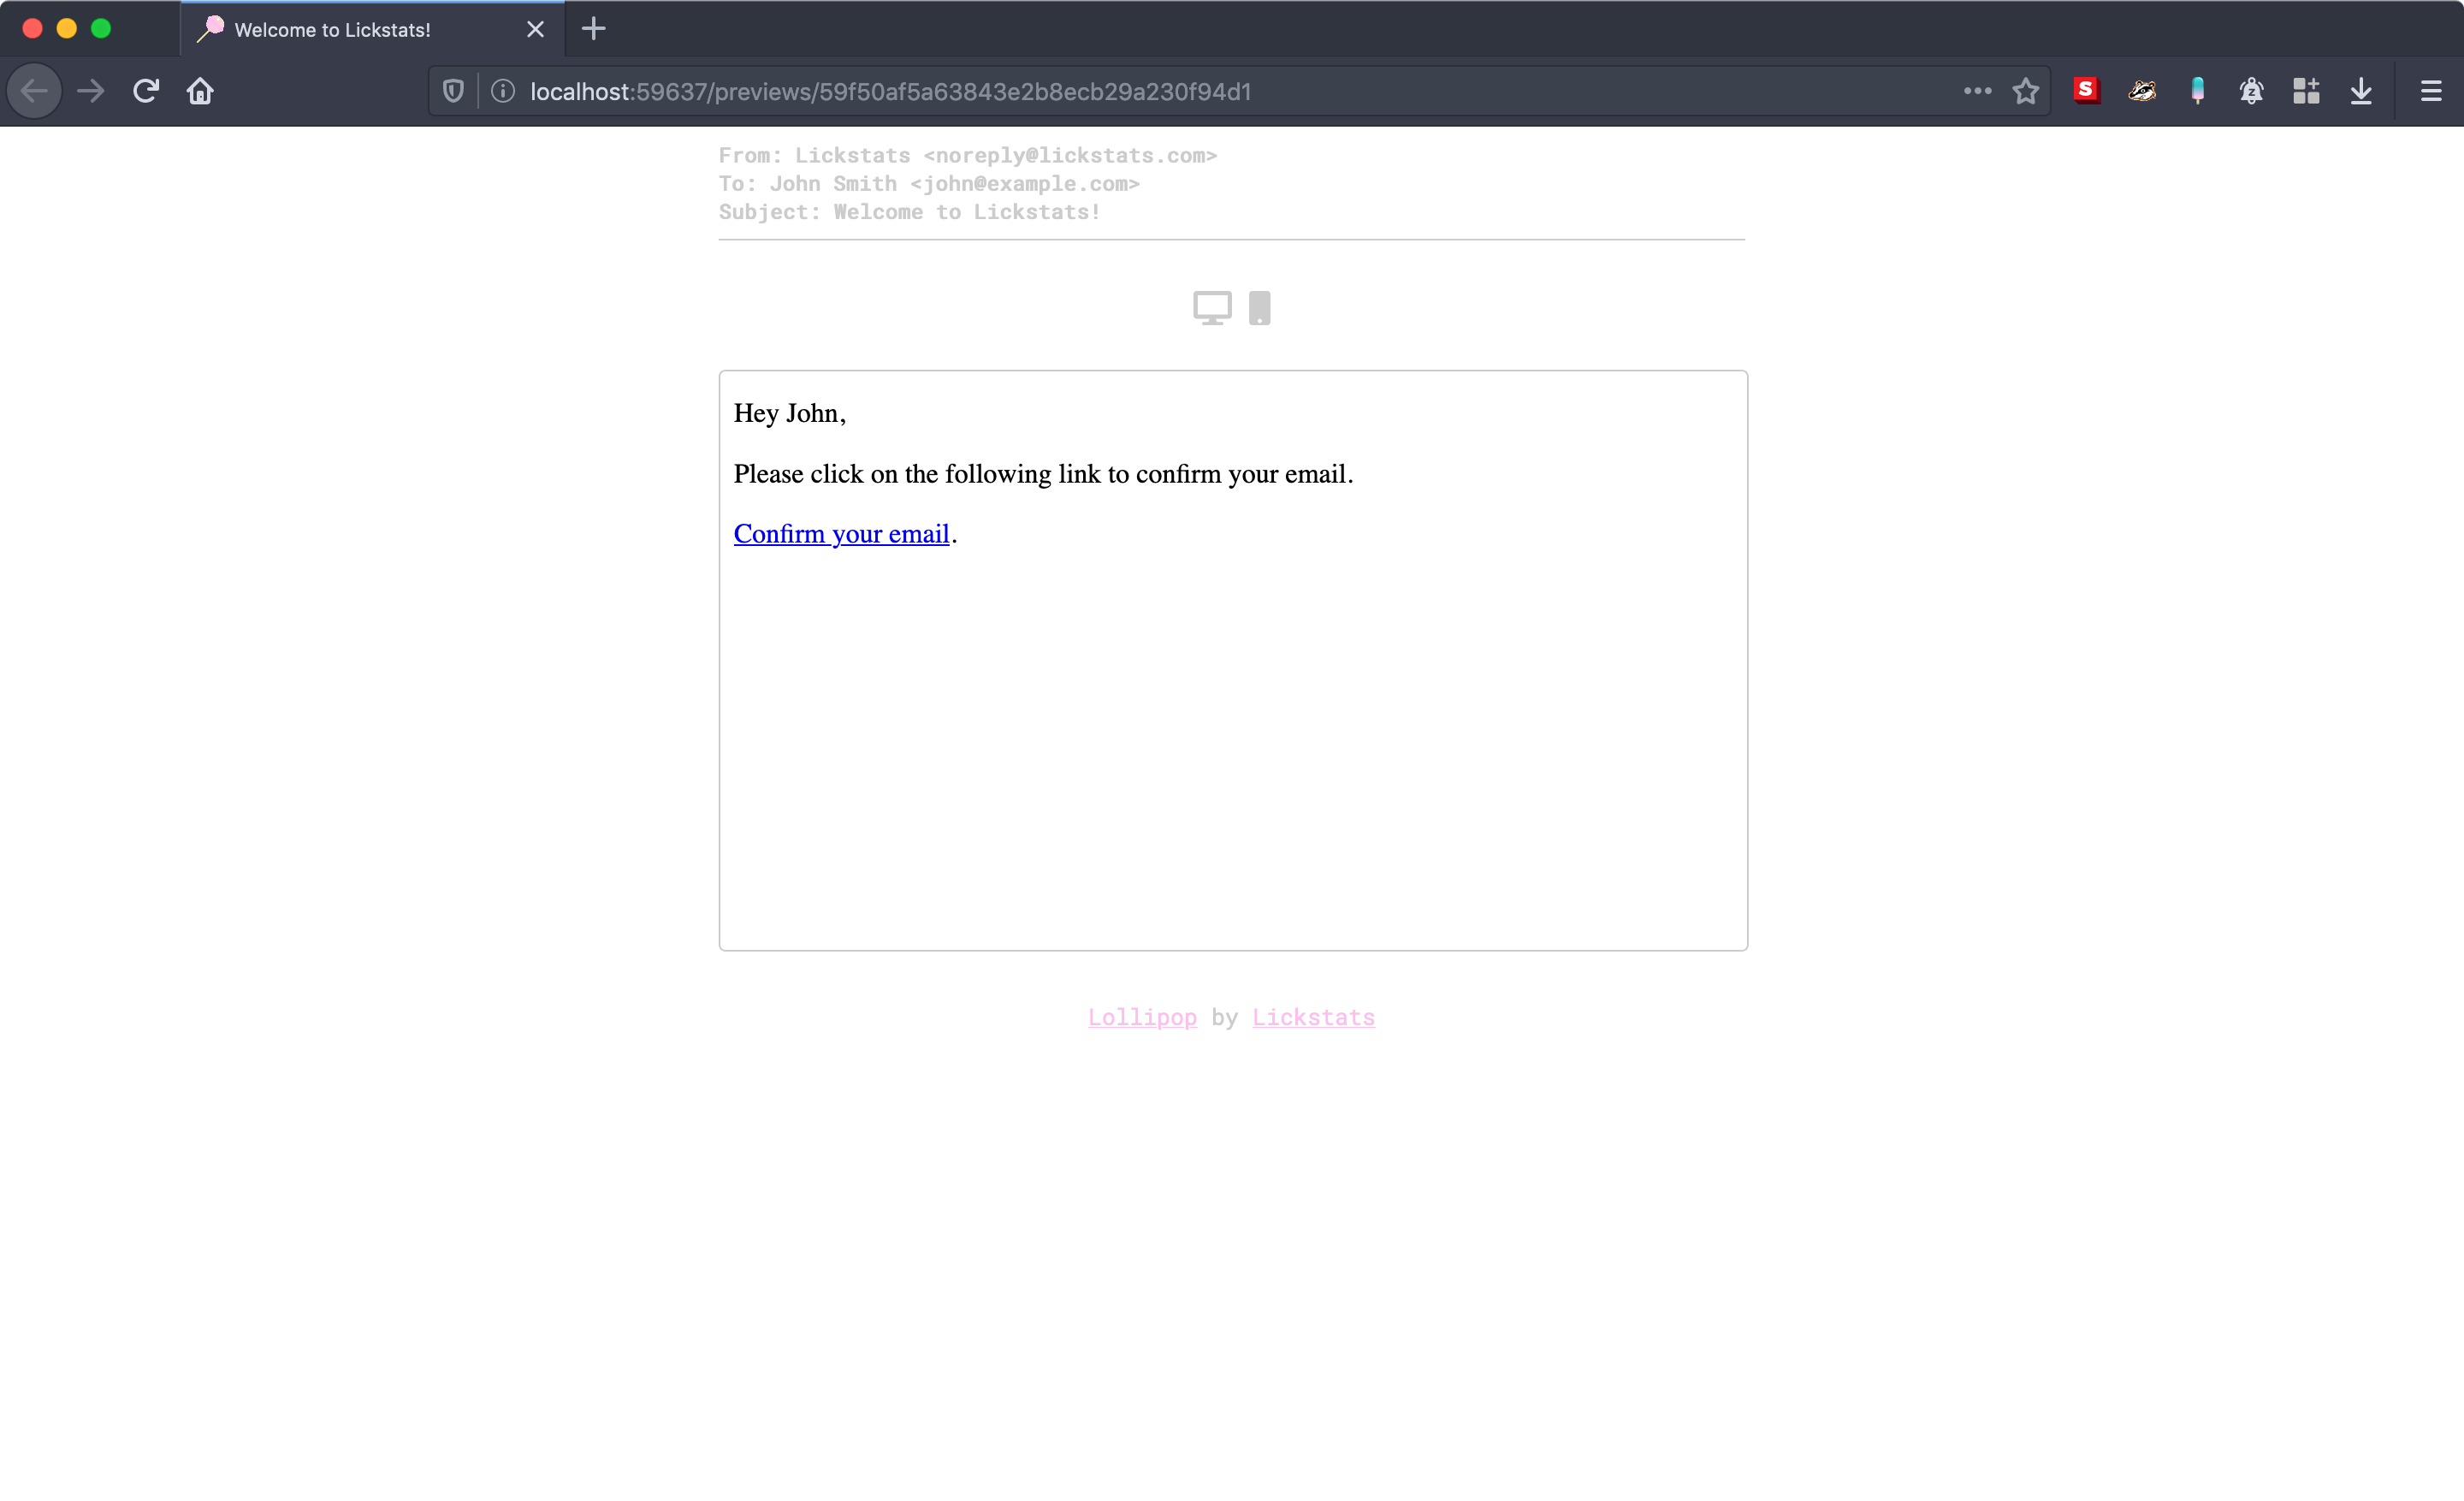 Welcome to Lickstats!
localhost:59637/previews/59f50af5a63843e2b8ecb29a230f94d1
S
z
From: Lickstats <noreply@lickstats.com>
To: John Smith <john@example.com>
Subject: Welcome to Lickstats!
Hey John,
Please click on the following link to confirm your email.
Confirm your email.
Lollipop by Lickstats